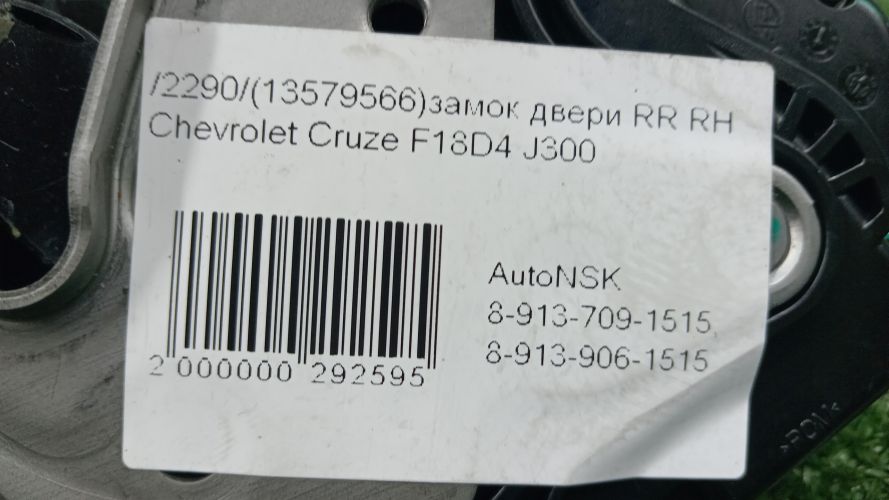 /2290/(13579566)замок двери RR RH
Chevrolet Cruze F18D4 J300
AutoNSK
8-913-709-1515,
8-913-906-1515
2 000000 292595
>POM<